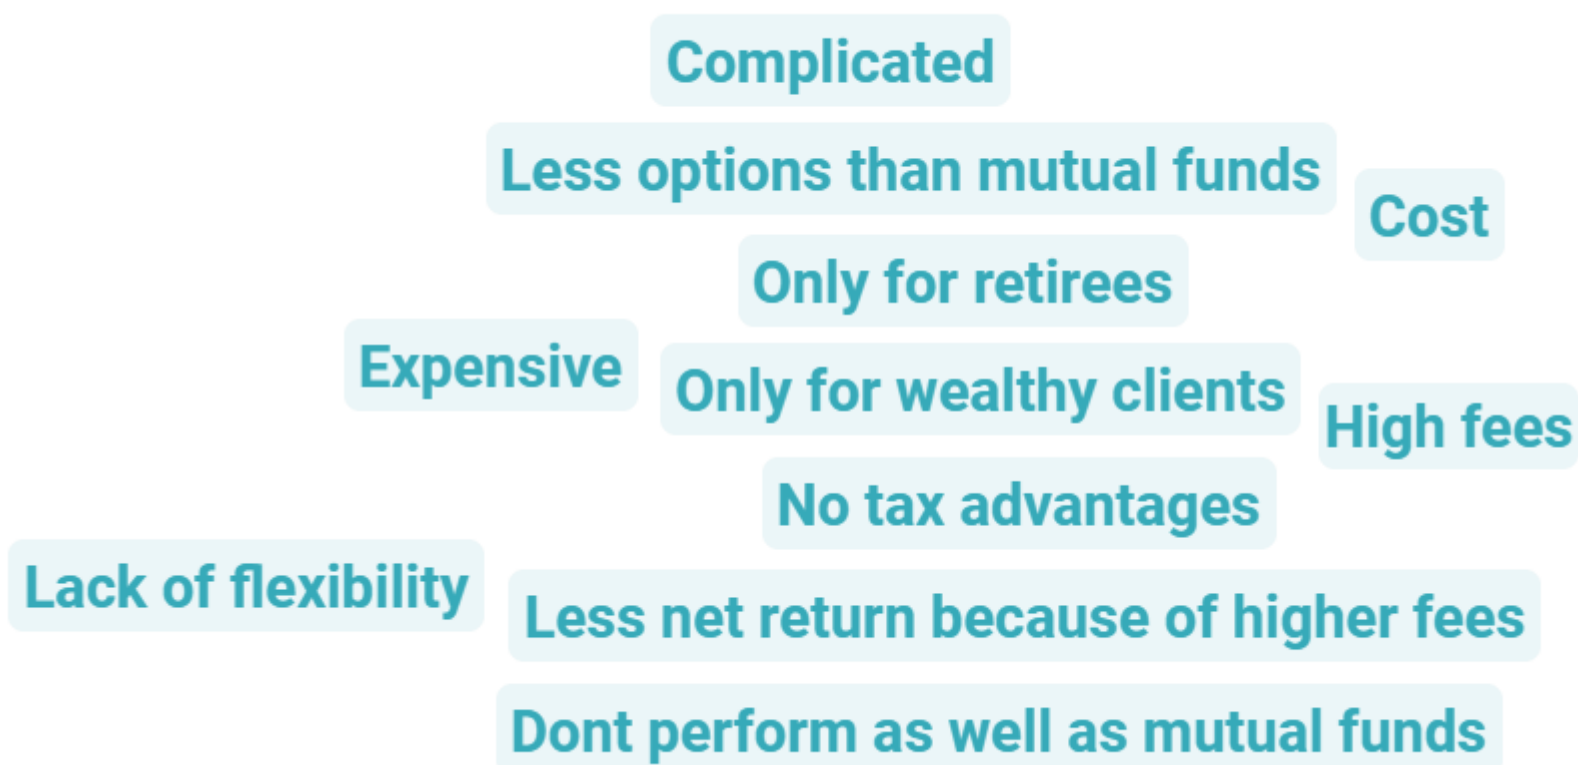 Complicated
Less options than mutual funds
Cost
Only for retirees
Expensive
Only for wealthy clients
High fees
No tax advantages
Lack of flexibility
Less net return because of higher fees
Dont perform as well as mutual funds